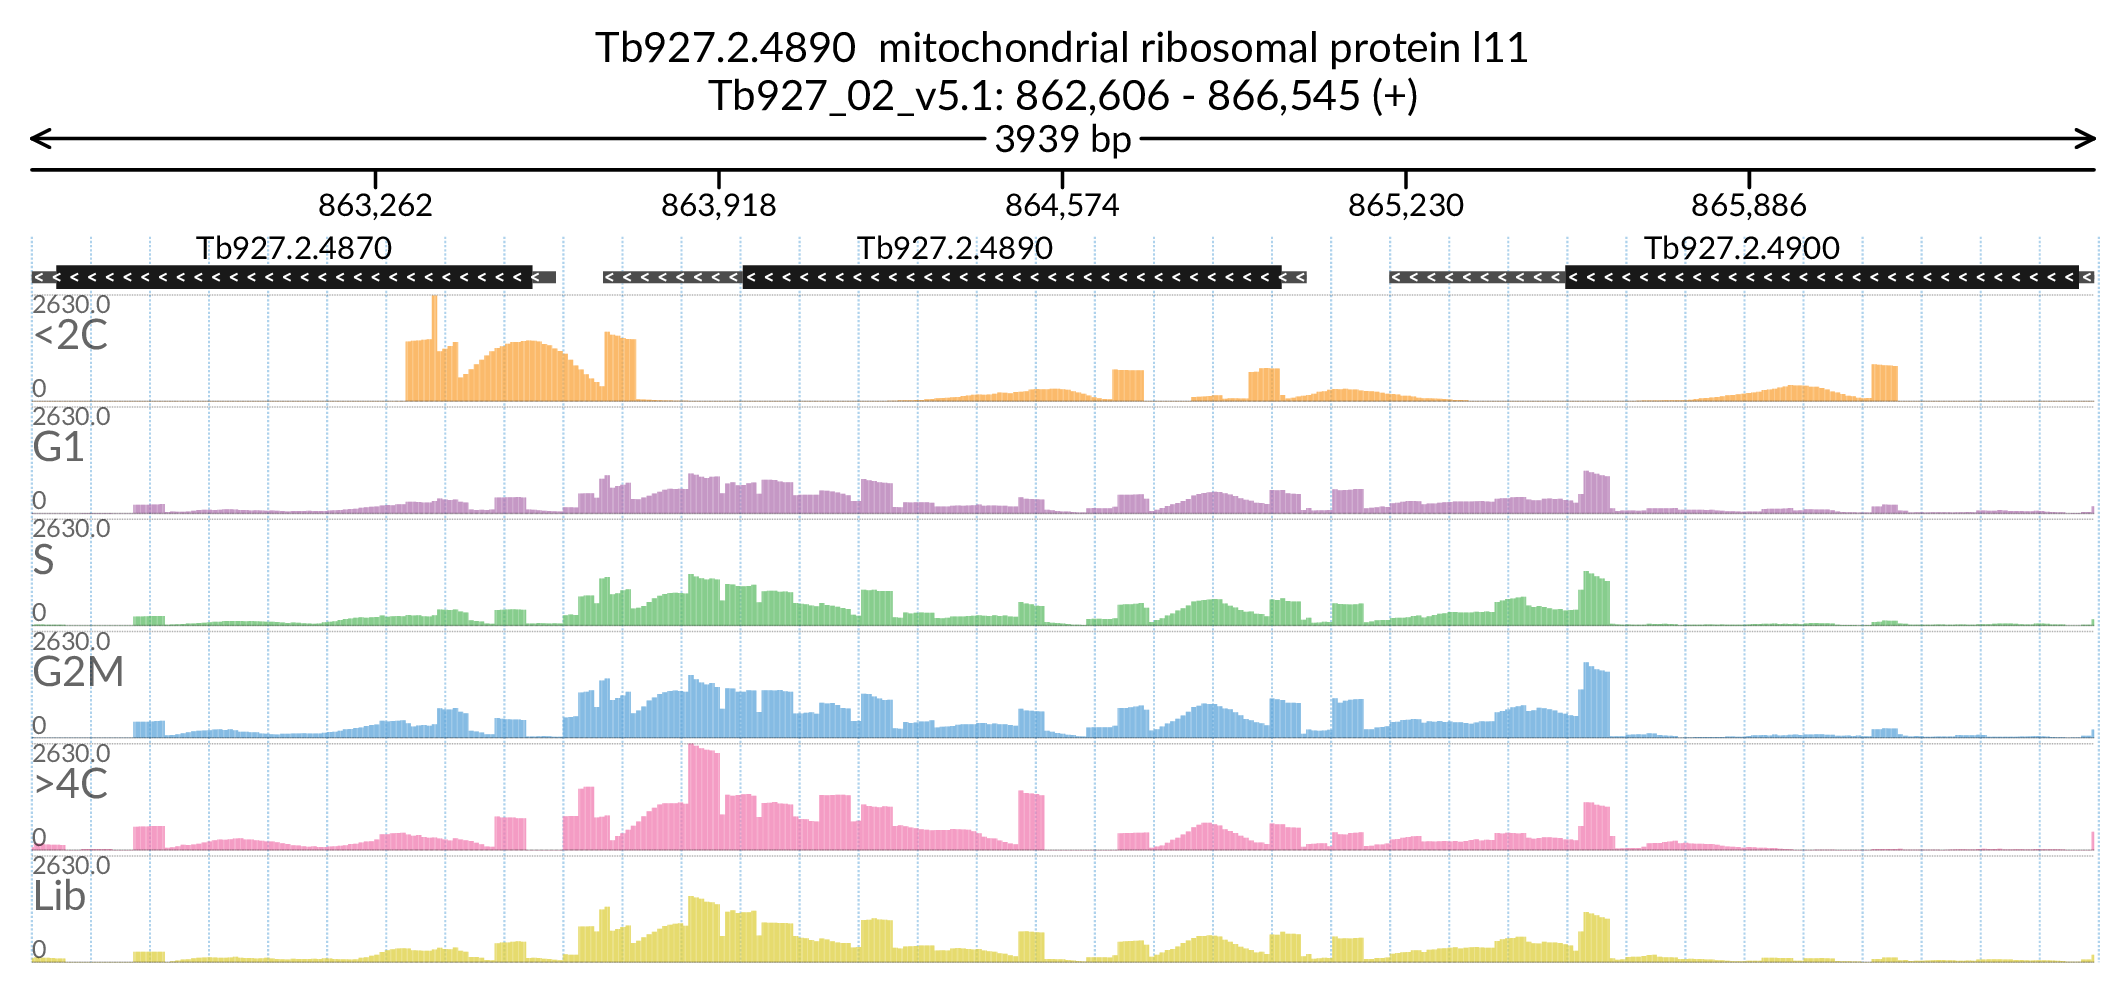 Tb927.2.4890  mitochondrial ribosomal protein l11
Tb927_02_v5.1: 862,606 - 866,545 (+)
3939 bp
863,262 863,918 864,574 865,230 865,886
Tb927.2.4870 Tb927.2.4890 Tb927.2.4900
2630.0
<2C
0
2630.0
G1
0
2630.0
S
0
2630.0
G2M
0
2630.0
>4C
0
2630.0
Lib
0